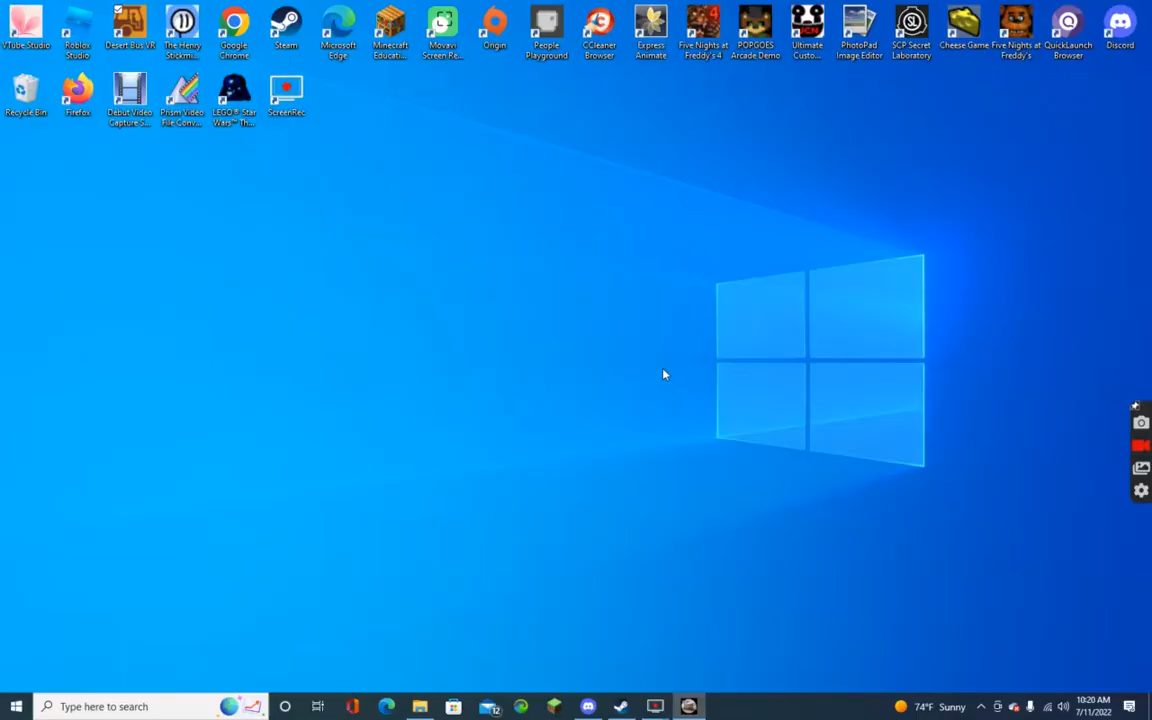 VTube Studio
Roblox
Studio
Desert Bus VR
The Henry
Stickmi...
Google
Chrome
Steam
Microsoft
Edge
Minecraft
Educati...
Movavi
Screen Re...
Origin
People
Playground
CCleaner
Browser
Express
Animate
Five Nights at
Freddy's 4
POPGOES
Arcade Demo
Ultimate
Custo...
PhotoPad
Image Editor
SCP Secret
Laboratory
Cheese Game
Five Nights at
Freddy's
QuickLaunch
Browser
Discord
Recycle Bin
Firefox
Debut Video
Capture S...
Prism Video
File Conv...
LEGO® Star
Wars™ Th...
ScreenRec
Type here to search
12
74°F Sunny
10:20 AM
7/11/2022